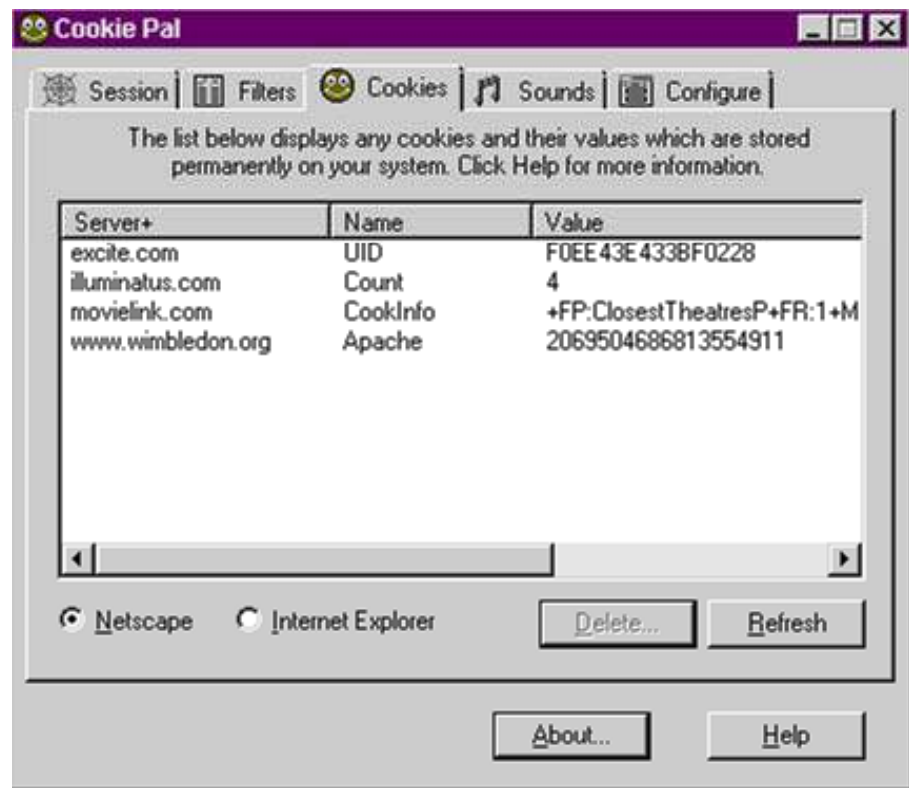 Cookie Pal
Session Filters Cookies Sounds Configure
The list below displays any cookies and their values which are stored
permanently on your system. Click Help for more information.
Server+ Name Value
excite.com UID F0EE43E433BF0228
illuminatus.com Count 4
movielink.com CookInfo +FP:ClosestTheatresP+FR:1+M
www.wimbledon.org Apache 2069504686813554911
Netscape Internet Explorer Delete... Refresh
About... Help